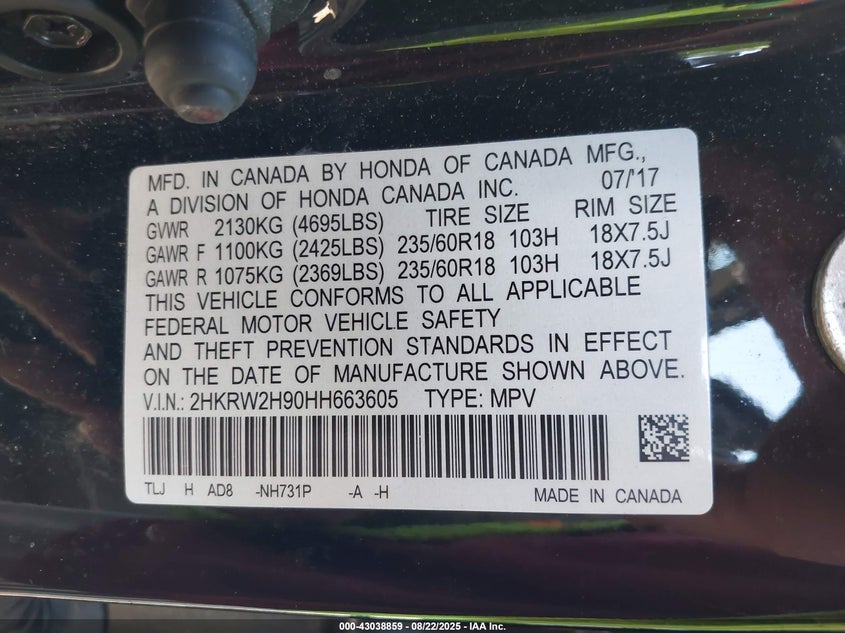 MFD. IN CANADA BY HONDA OF CANADA MFG.,
A DIVISION OF HONDA CANADA INC. 07/'17
GVWR 2130KG (4695LBS) TIRE SIZE RIM SIZE
GAWR F 1100KG (2425LBS) 235/60R18 103H 18X7.5J
GAWR R 1075KG (2369LBS) 235/60R18 103H 18X7.5J
THIS VEHICLE CONFORMS TO ALL APPLICABLE
FEDERAL MOTOR VEHICLE SAFETY
AND THEFT PREVENTION STANDARDS IN EFFECT
ON THE DATE OF MANUFACTURE SHOWN ABOVE.
V.I.N.: 2HKRW2H90HH663605 TYPE: MPV
TLJ H AD8 -NH731P -A -H MADE IN CANADA
000-43038859 - 08/22/2025 - IAA Inc.